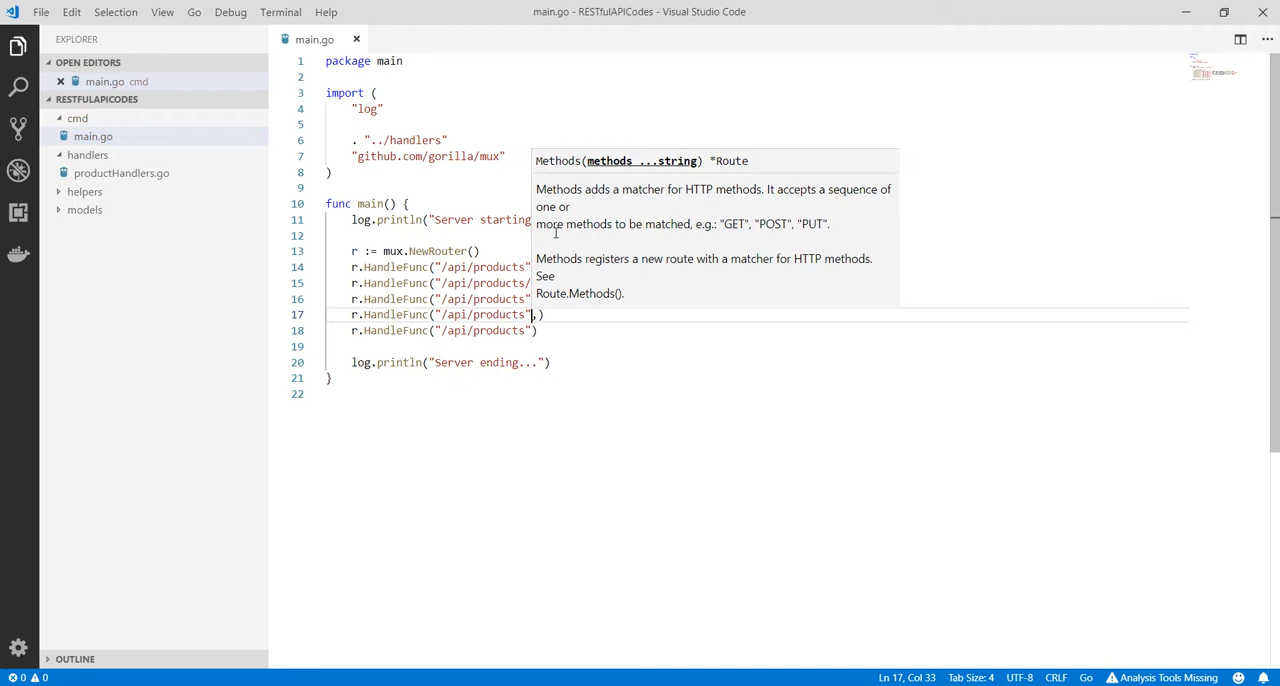 File Edit Selection View Go Debug Terminal Help
main.go - RESTfulAPICodes - Visual Studio Code
EXPLORER
OPEN EDITORS
main.go cmd
RESTFULAPICODES
cmd
main.go
handlers
productHandlers.go
helpers
models
OUTLINE
main.go
1 package main
2
3 import (
4 "log"
5
6 . "../handlers"
7 "github.com/gorilla/mux"
8 )
9
10 func main() {
11 log.println("Server starting
12
13 r := mux.NewRouter()
14 r.HandleFunc("/api/products"
15 r.HandleFunc("/api/products/
16 r.HandleFunc("/api/products"
17 r.HandleFunc("/api/products",)
18 r.HandleFunc("/api/products")
19
20 log.println("Server ending...")
21 }
22
Methods(methods ...string) *Route
Methods adds a matcher for HTTP methods. It accepts a sequence of
one or
more methods to be matched, e.g.: "GET", "POST", "PUT".
Methods registers a new route with a matcher for HTTP methods.
See
Route.Methods().
0 0
Ln 17, Col 33 Tab Size: 4 UTF-8 CRLF Go Analysis Tools Missing